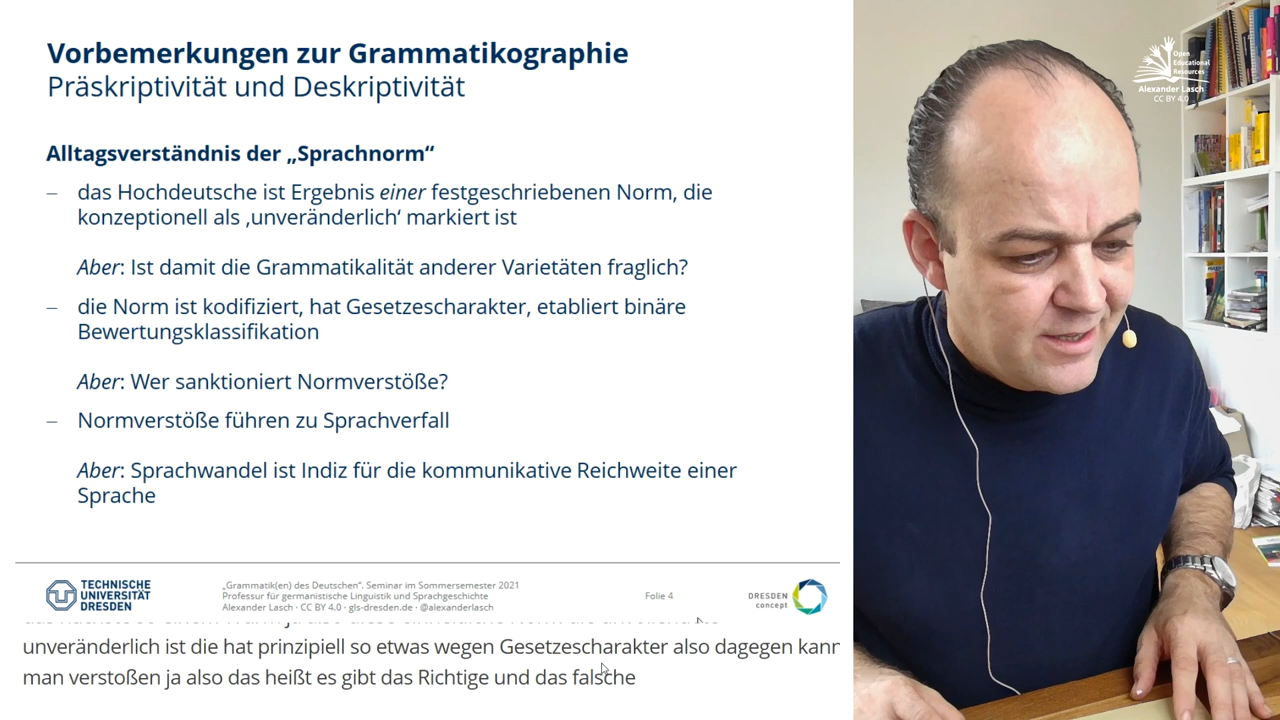 Vorbemerkungen zur Grammatikographie
Präskriptivität und Deskriptivität
Alltagsverständnis der „Sprachnorm“
– das Hochdeutsche ist Ergebnis einer festgeschriebenen Norm, die
konzeptionell als ‚unveränderlich‘ markiert ist
Aber: Ist damit die Grammatikalität anderer Varietäten fraglich?
– die Norm ist kodifiziert, hat Gesetzescharakter, etabliert binäre
Bewertungsklassifikation
Aber: Wer sanktioniert Normverstöße?
– Normverstöße führen zu Sprachverfall
Aber: Sprachwandel ist Indiz für die kommunikative Reichweite einer
Sprache
TECHNISCHE
UNIVERSITÄT
DRESDEN
„Grammatik(en) des Deutschen“. Seminar im Sommersemester 2021
Professur für germanistische Linguistik und Sprachgeschichte
Alexander Lasch · CC BY 4.0 · gls-dresden.de · @alexanderlasch
Folie 4
DRESDEN
concept
unveränderlich ist die hat prinzipiell so etwas wegen Gesetzescharakter also dagegen kann
man verstoßen ja also das heißt es gibt das Richtige und das falsche
Open
Educational
Resources
Alexander Lasch
CC BY 4.0